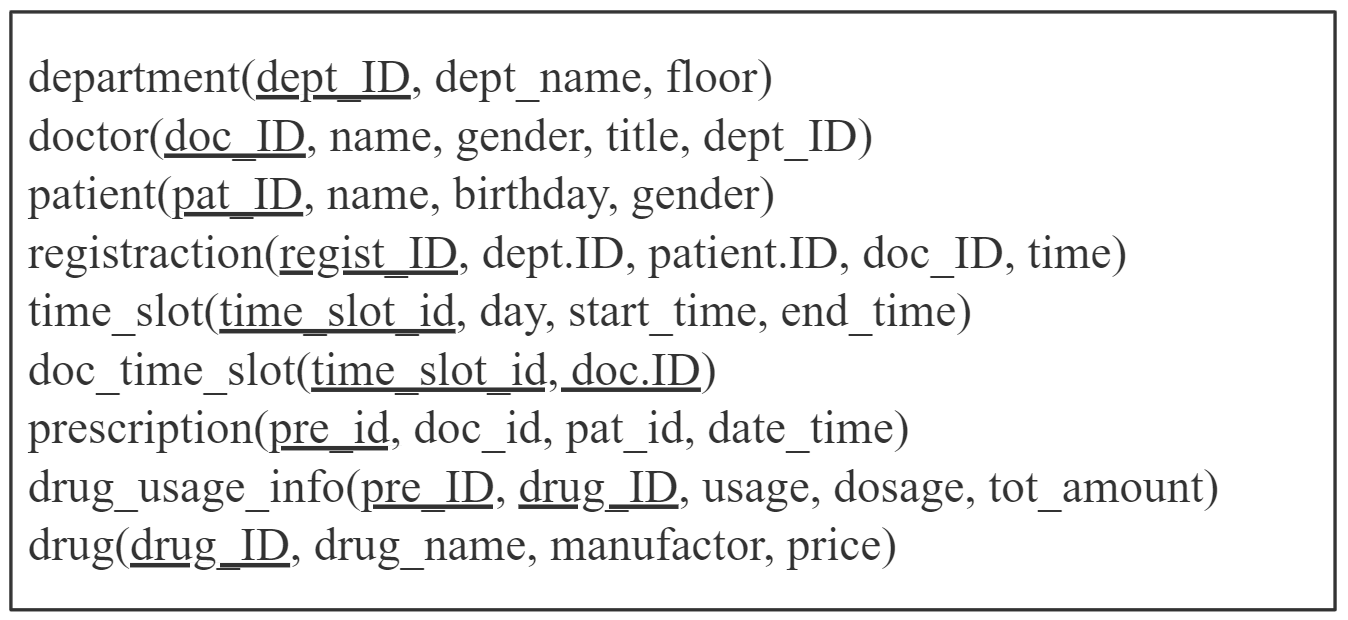 department(dept_ID, dept_name, floor)
doctor(doc_ID, name, gender, title, dept_ID)
patient(pat_ID, name, birthday, gender)
registraction(regist_ID, dept.ID, patient.ID, doc_ID, time)
time_slot(time_slot_id, day, start_time, end_time)
doc_time_slot(time_slot_id, doc.ID)
prescription(pre_id, doc_id, pat_id, date_time)
drug_usage_info(pre_ID, drug_ID, usage, dosage, tot_amount)
drug(drug_ID, drug_name, manufactor, price)